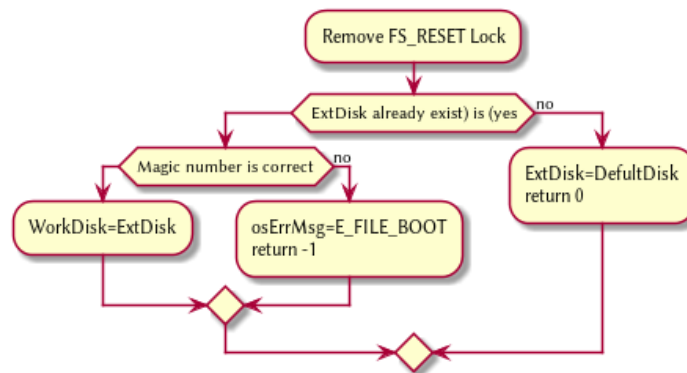 Remove FS_RESET Lock
ExtDisk already exist) is (yes
no
Magic number is correct
no
ExtDisk=DefultDisk
return 0
WorkDisk=ExtDisk
osErrMsg=E_FILE_BOOT
return -1